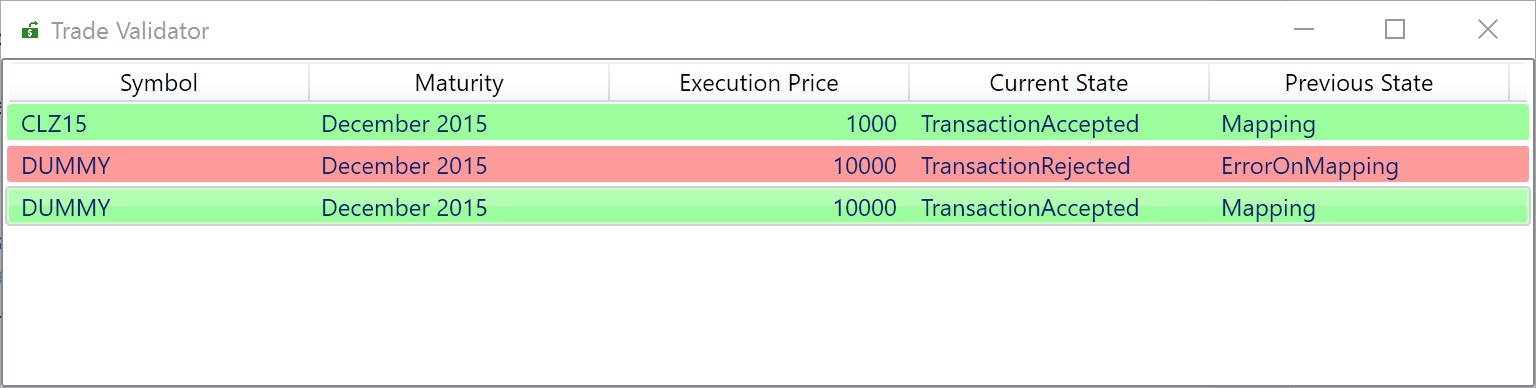 Trade Validator
Symbol Maturity Execution Price Current State Previous State
CLZ15 December 2015 1000 TransactionAccepted Mapping
DUMMY December 2015 10000 TransactionRejected ErrorOnMapping
DUMMY December 2015 10000 TransactionAccepted Mapping